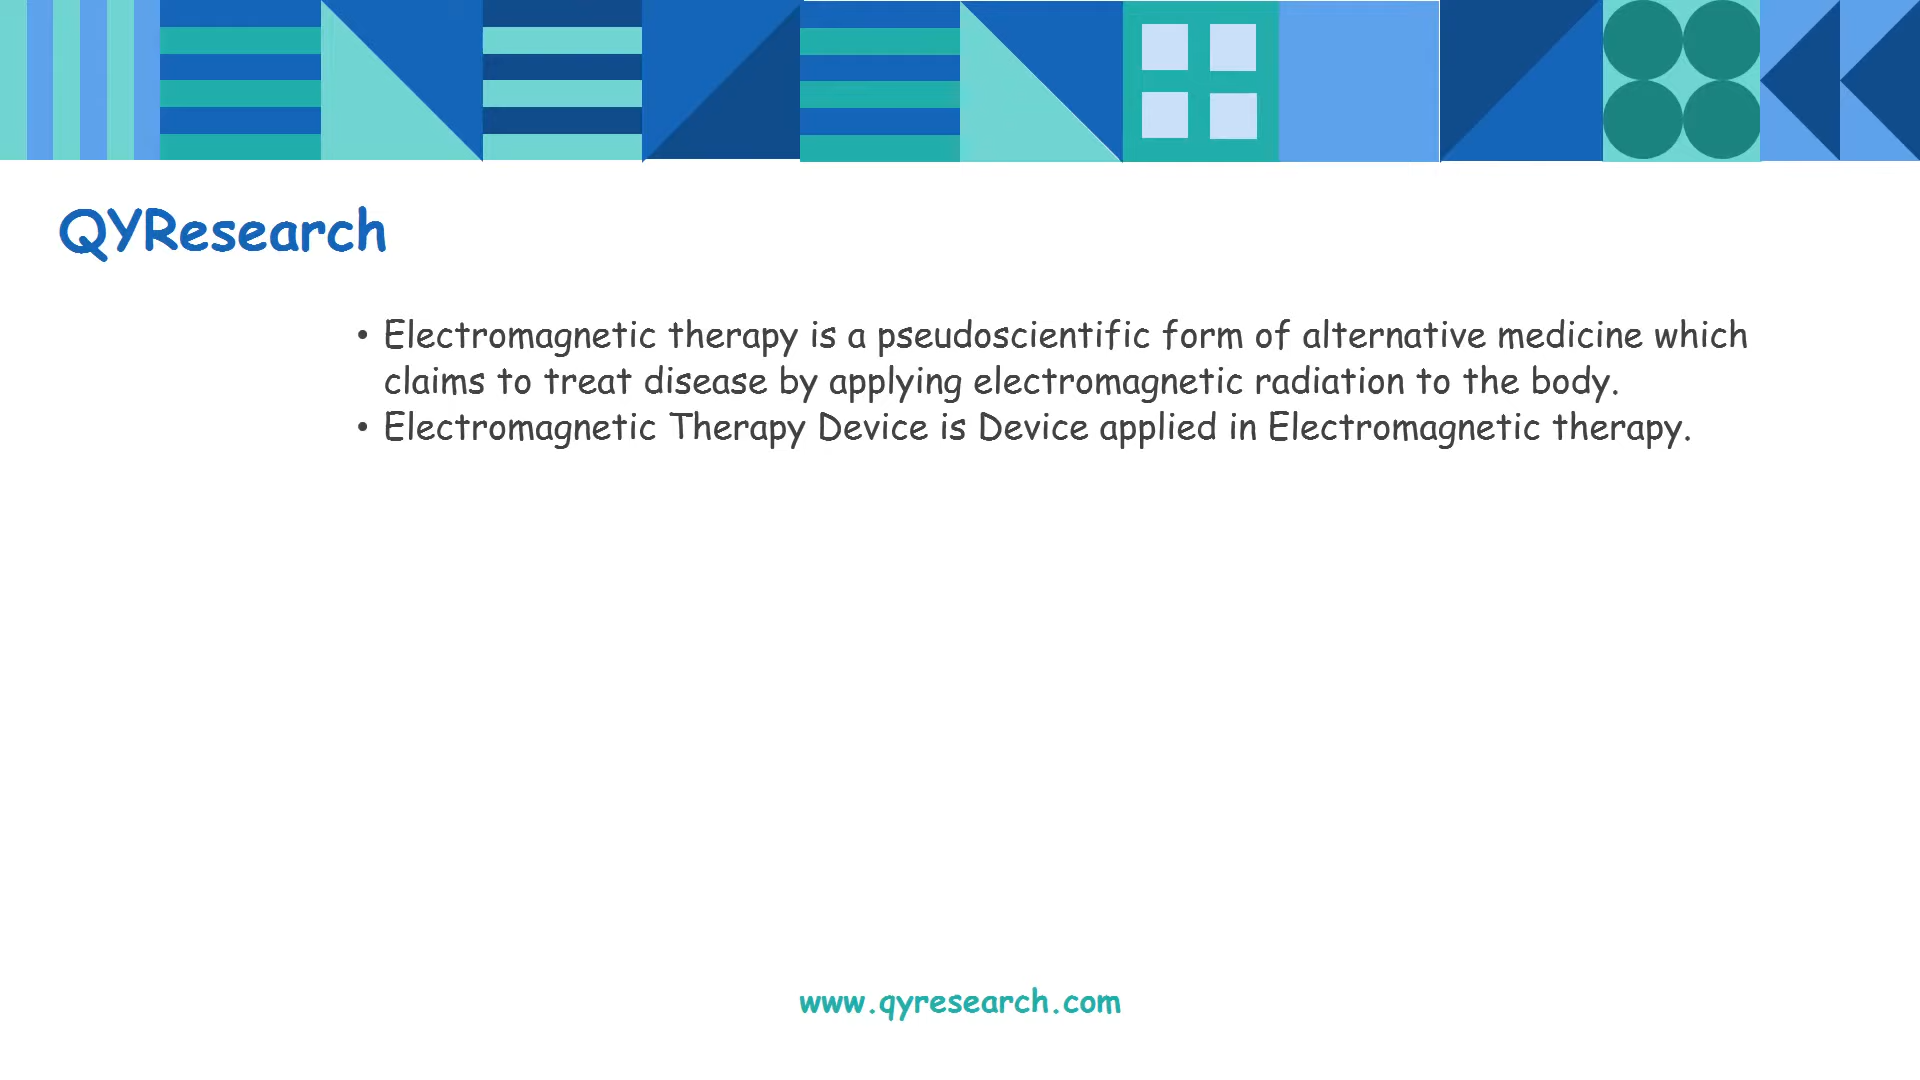 QYResearch
• Electromagnetic therapy is a pseudoscientific form of alternative medicine which
claims to treat disease by applying electromagnetic radiation to the body.
• Electromagnetic Therapy Device is Device applied in Electromagnetic therapy.
www.qyresearch.com